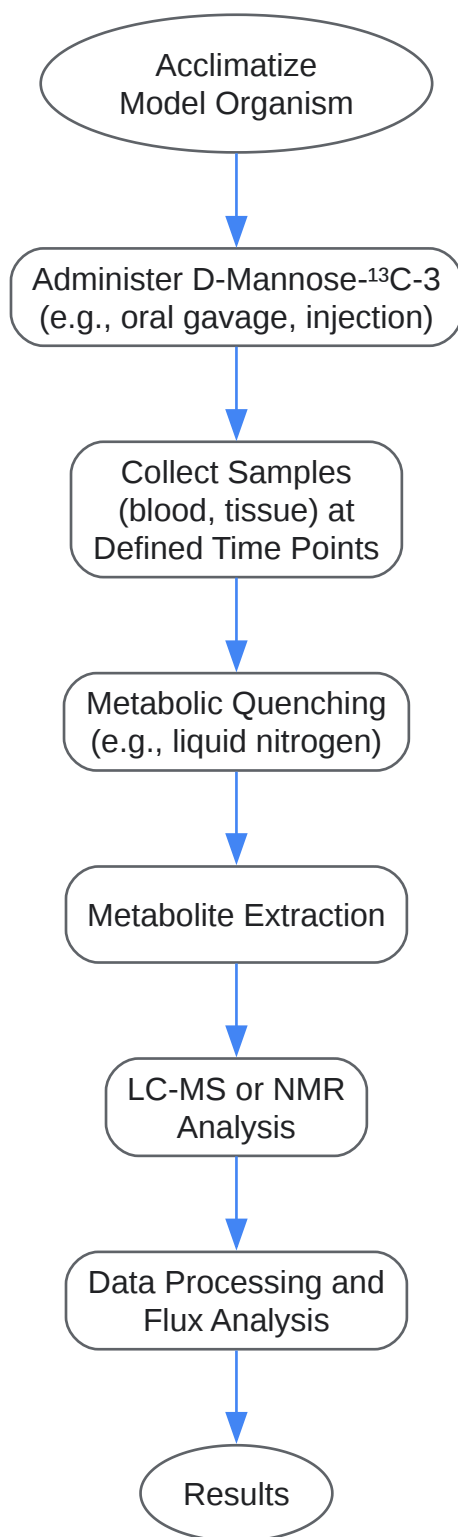 Acclimatize
Model Organism
Administer D-Mannose-¹³C-3
(e.g., oral gavage, injection)
Collect Samples
(blood, tissue) at
Defined Time Points
Metabolic Quenching
(e.g., liquid nitrogen)
Metabolite Extraction
LC-MS or NMR
Analysis
Data Processing and
Flux Analysis
Results